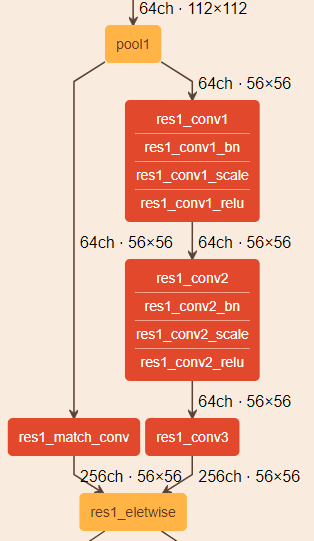 64ch · 112×112
pool1
64ch · 56×56
res1_conv1
res1_conv1_bn
res1_conv1_scale
res1_conv1_relu
64ch · 56×56
64ch · 56×56
res1_conv2
res1_conv2_bn
res1_conv2_scale
res1_conv2_relu
64ch · 56×56
res1_match_conv
res1_conv3
256ch · 56×56
256ch · 56×56
res1_eletwise